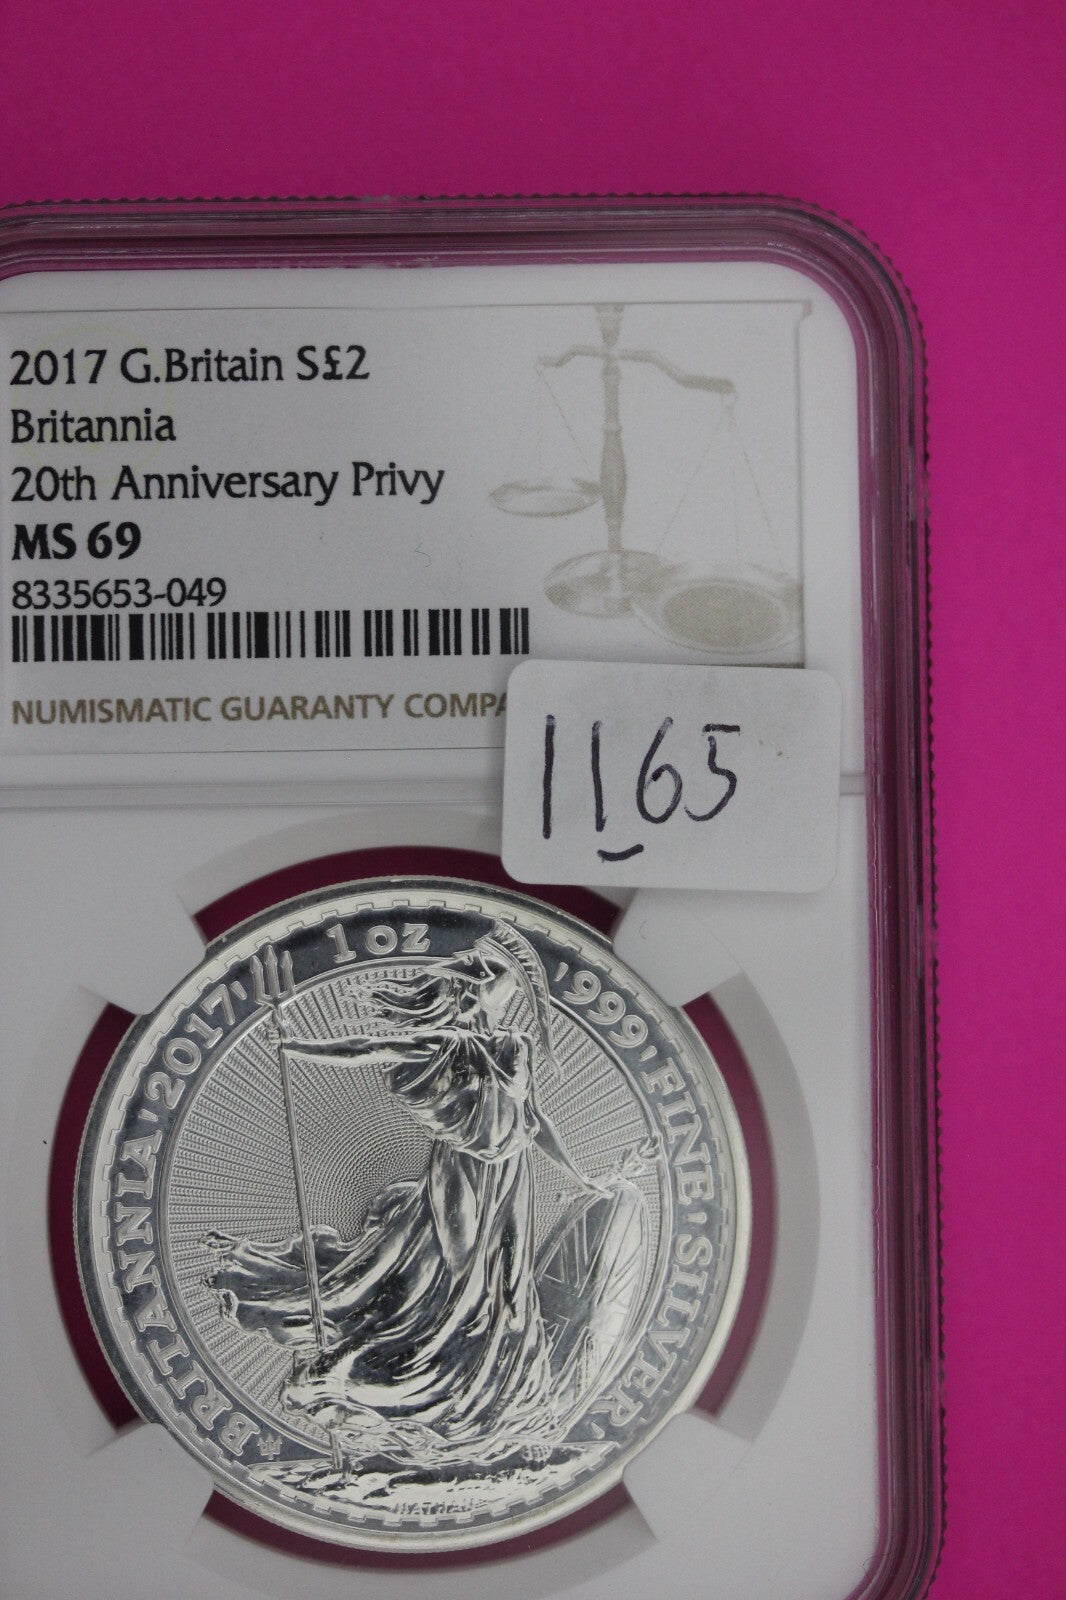 2017 G.Britain S£2
Britannia
20th Anniversary Privy
MS 69
8335653-049
NUMISMATIC GUARANTY
1165
BRITANNIA '2017' 1 OZ '999' FINE·SILVER'
NATHAN